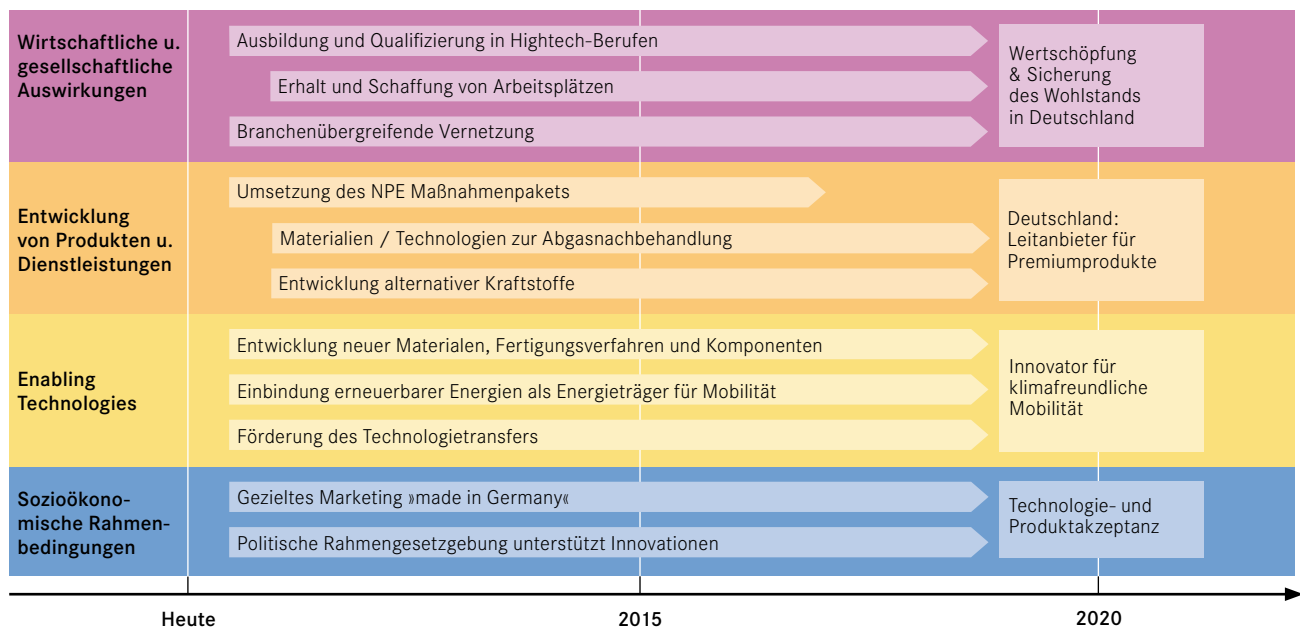 Wirtschaftliche u.
gesellschaftliche
Auswirkungen
Ausbildung und Qualifizierung in Hightech-Berufen
Erhalt und Schaffung von Arbeitsplätzen
Branchenübergreifende Vernetzung
Wertschöpfung
& Sicherung
des Wohlstands
in Deutschland
Entwicklung
von Produkten u.
Dienstleistungen
Umsetzung des NPE Maßnahmenpakets
Materialien / Technologien zur Abgasnachbehandlung
Entwicklung alternativer Kraftstoffe
Deutschland:
Leitanbieter für
Premiumprodukte
Enabling
Technologies
Entwicklung neuer Materialen, Fertigungsverfahren und Komponenten
Einbindung erneuerbarer Energien als Energieträger für Mobilität
Förderung des Technologietransfers
Innovator für
klimafreundliche
Mobilität
Sozioökono-
mische Rahmen-
bedingungen
Gezieltes Marketing »made in Germany«
Politische Rahmengesetzgebung unterstützt Innovationen
Technologie- und
Produktakzeptanz
Heute
2015
2020